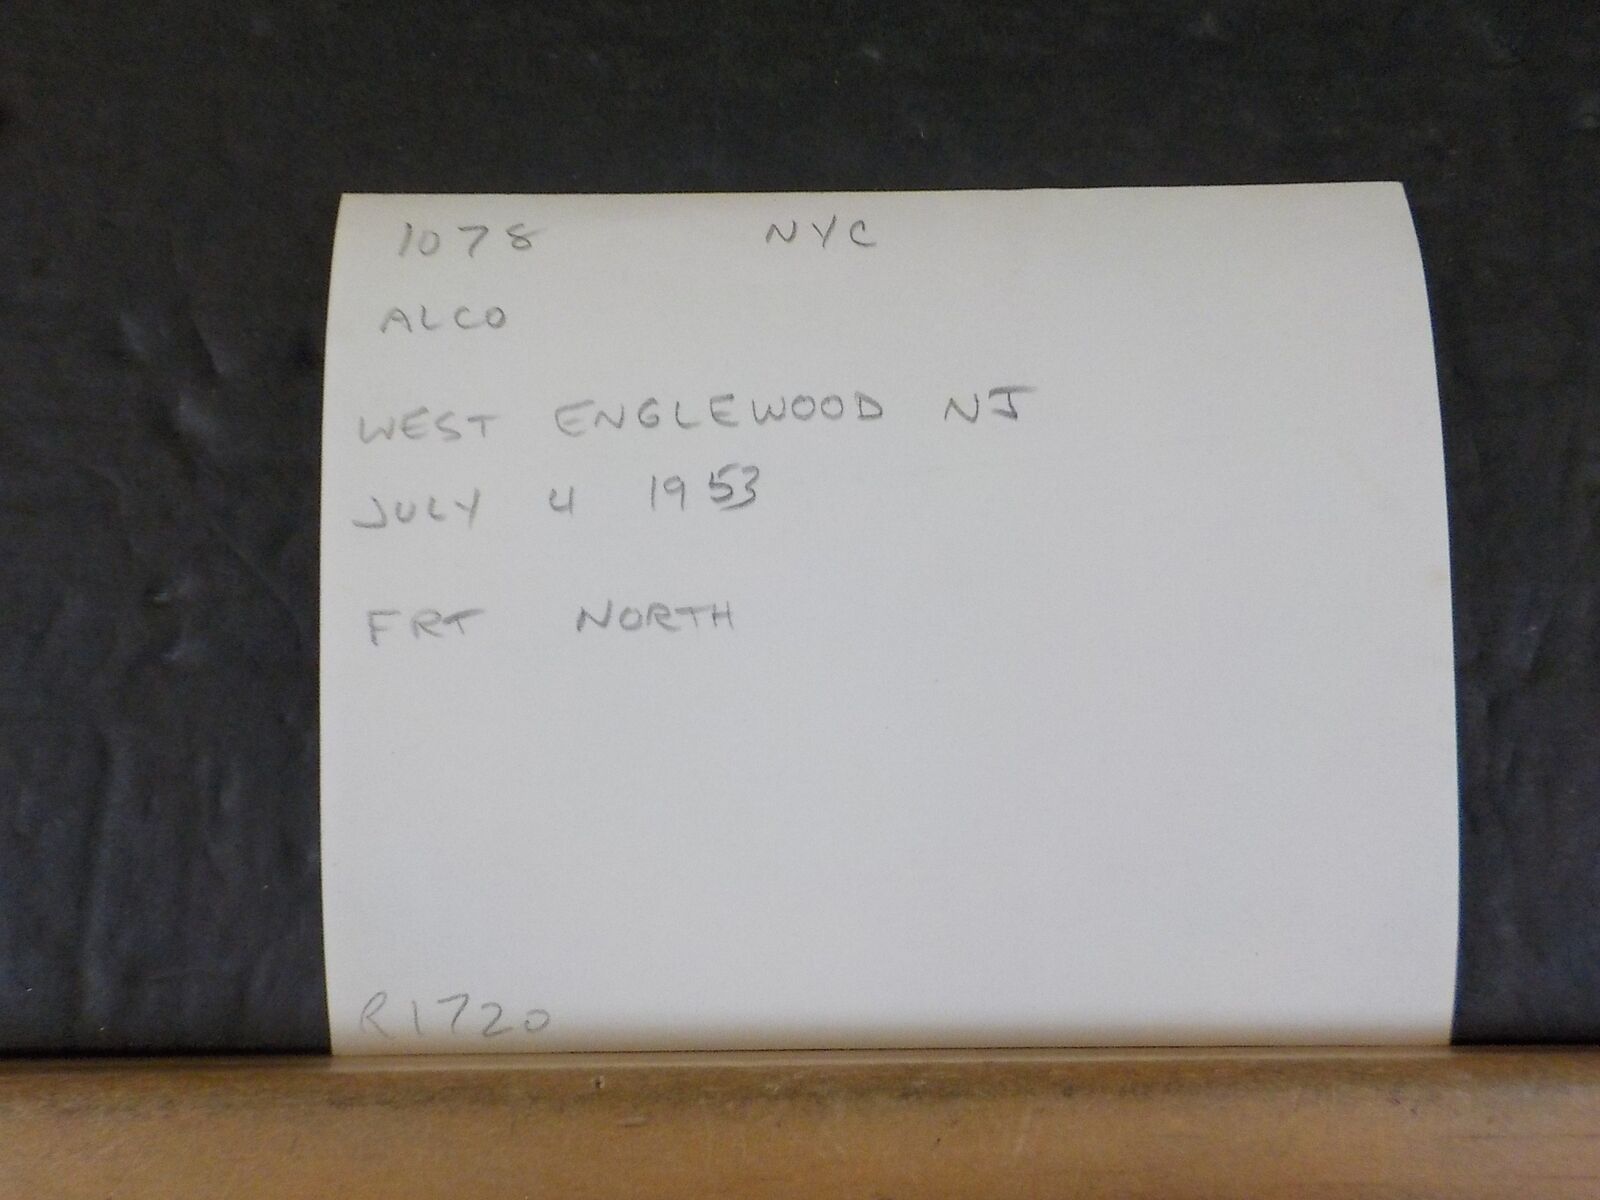 1078 NYC
ALCO
WEST ENGLEWOOD NJ
JULY 4 1953
FRT NORTH
R1720